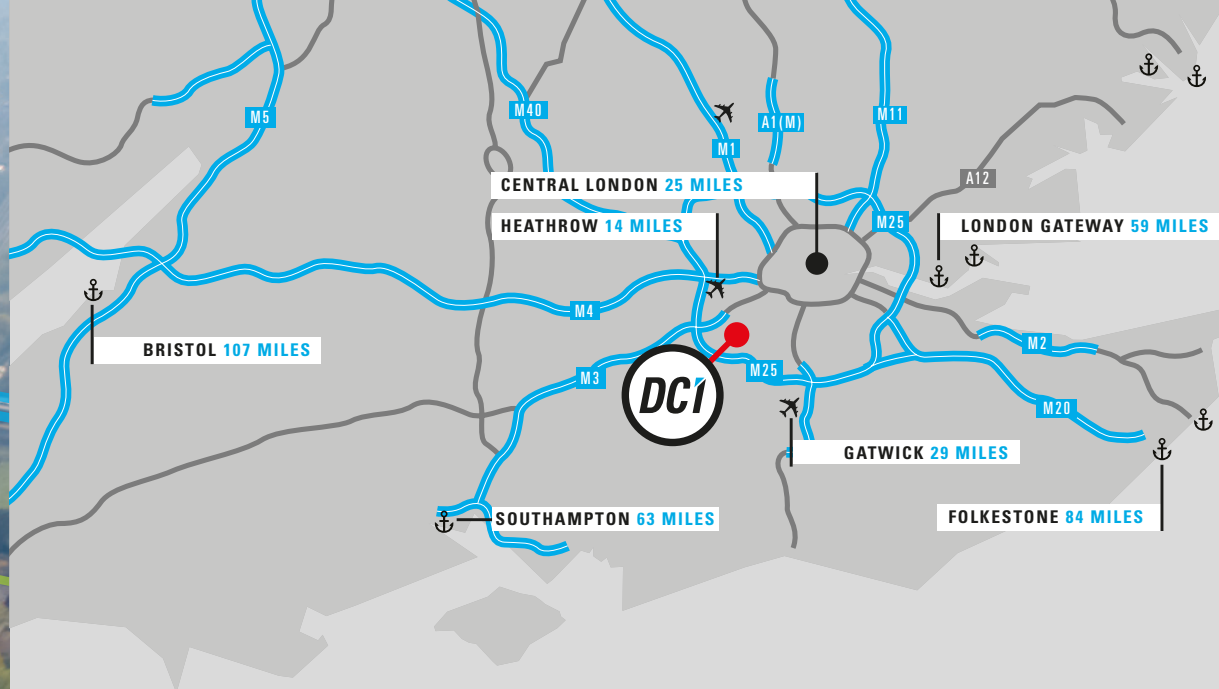 M5
M40
A1(M)
M11
M1
A12
CENTRAL LONDON 25 MILES
HEATHROW 14 MILES
M25
LONDON GATEWAY 59 MILES
M4
M2
BRISTOL 107 MILES
M3
M25
DCI
M20
GATWICK 29 MILES
SOUTHAMPTON 63 MILES
FOLKESTONE 84 MILES